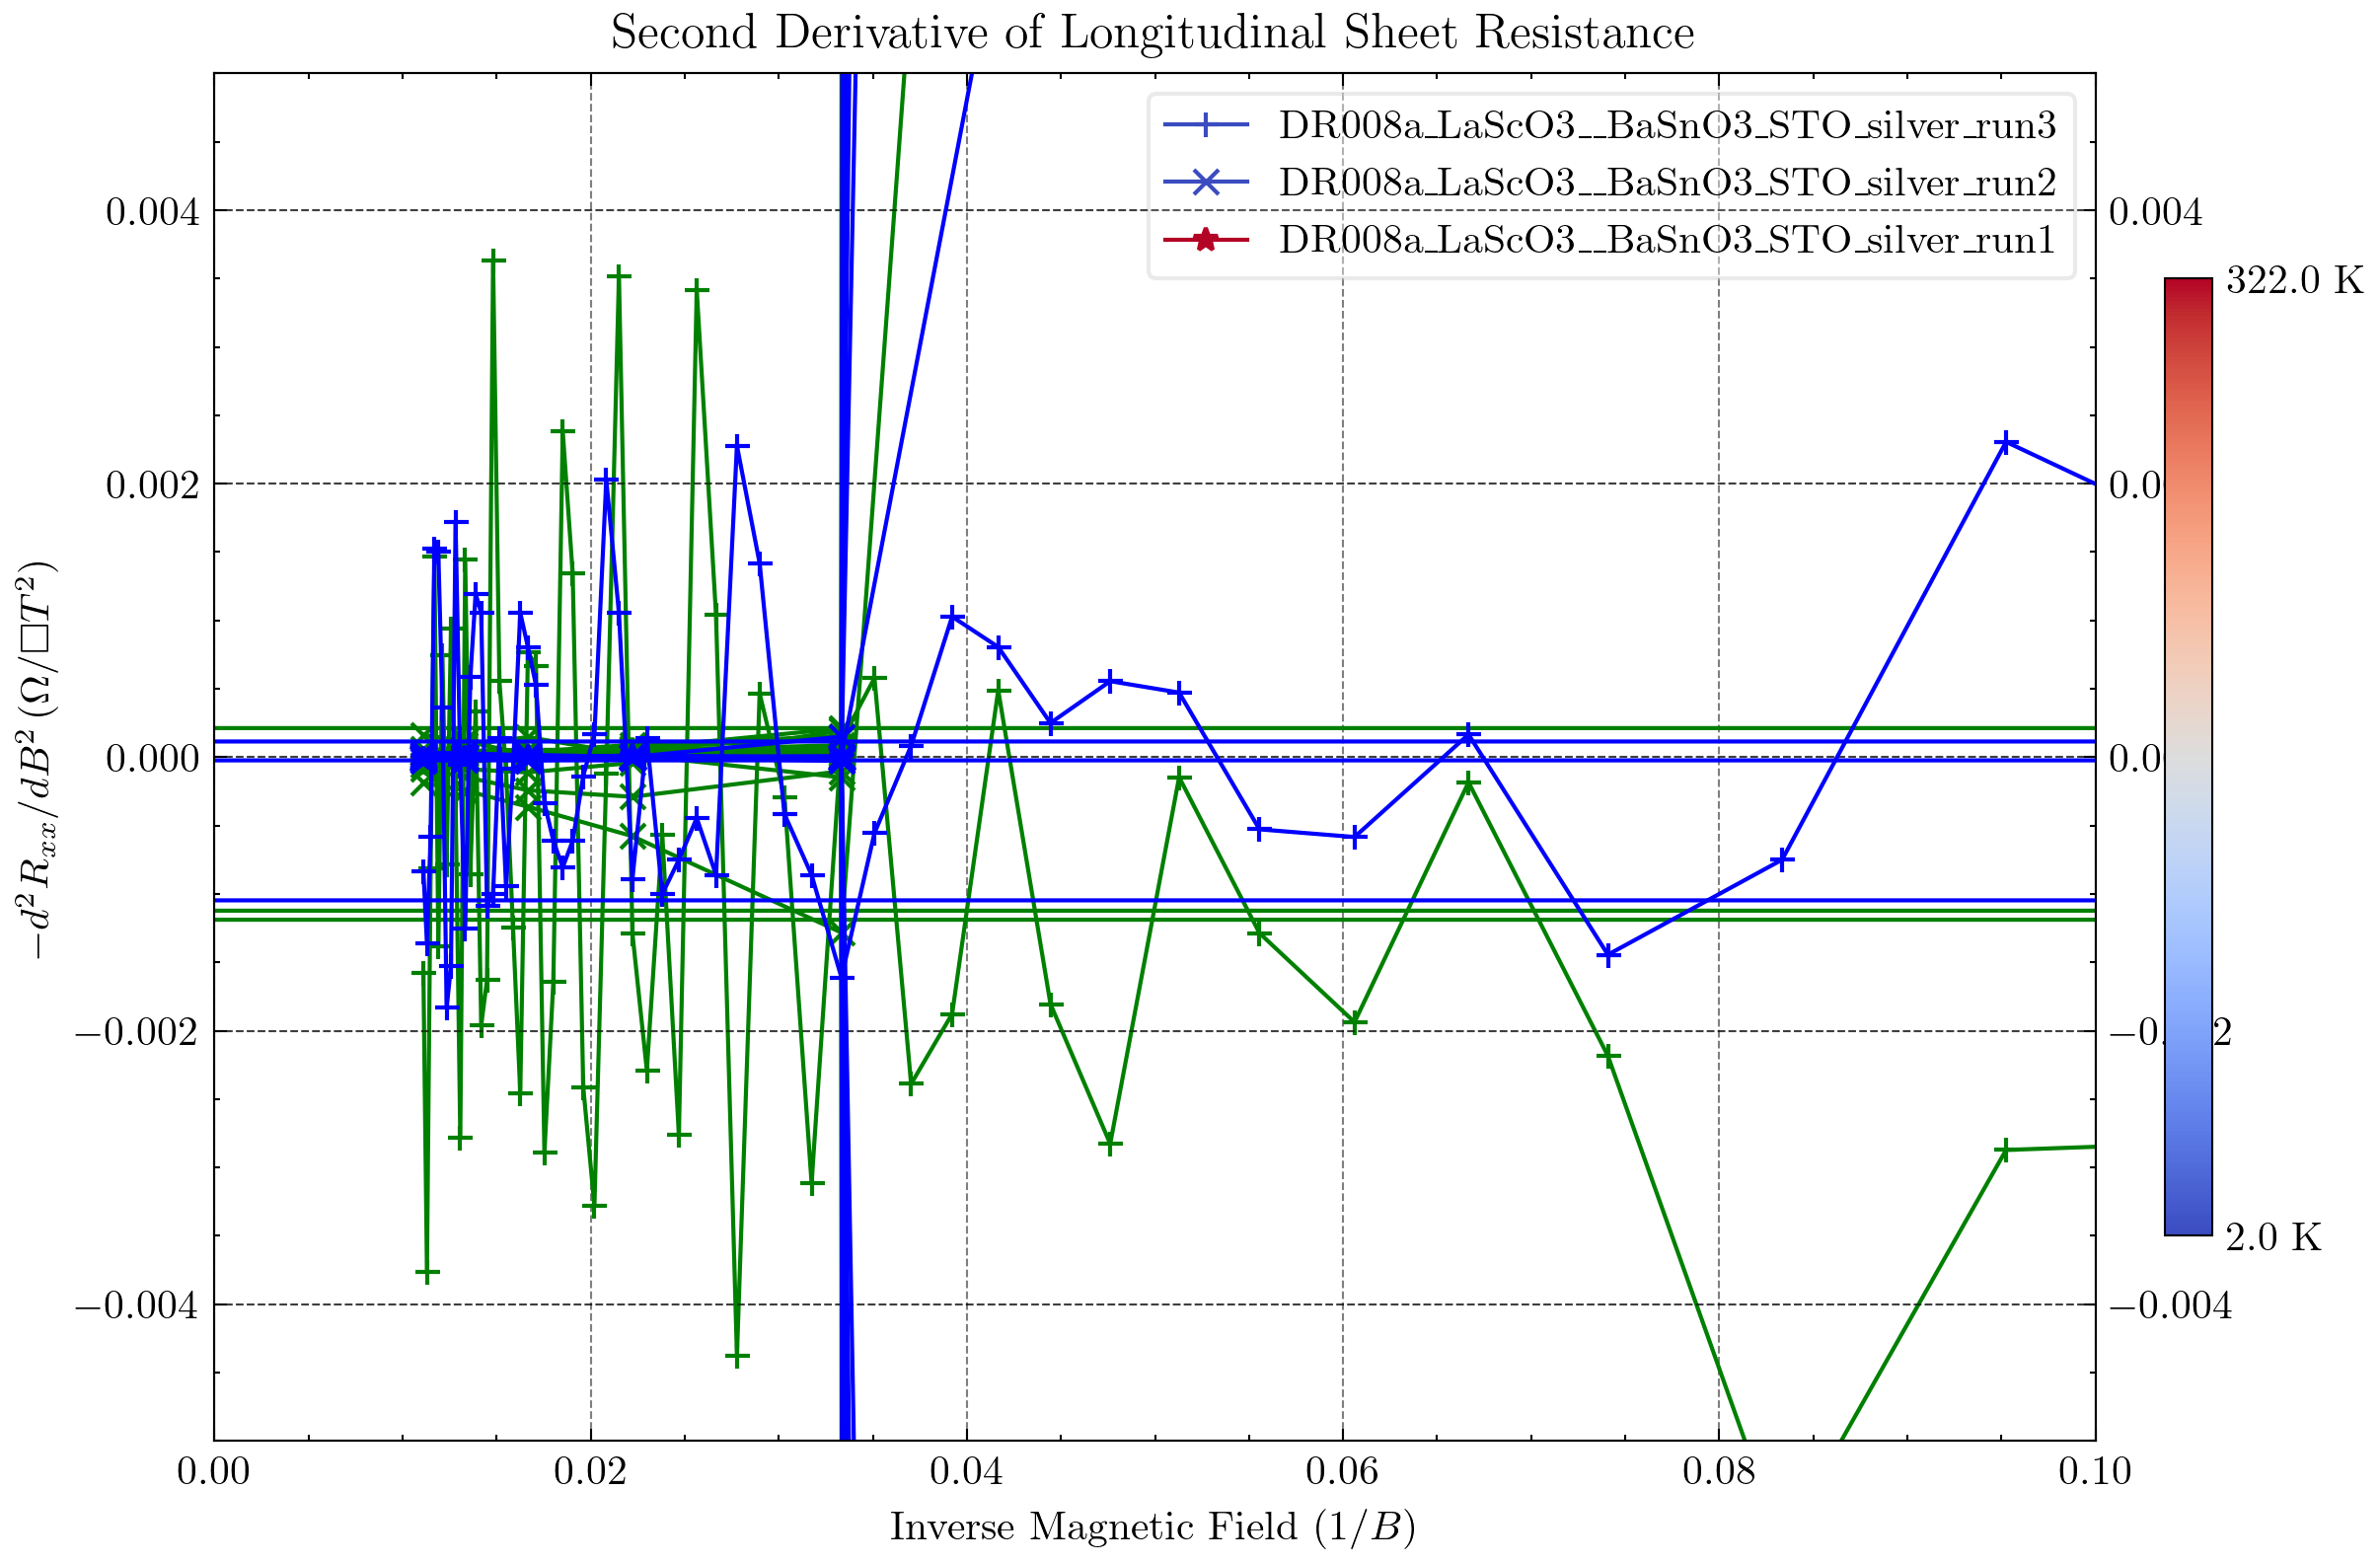 Second Derivative of Longitudinal Sheet Resistance
DR008a_LaScO3__BaSnO3_STO_silver_run3
DR008a_LaScO3__BaSnO3_STO_silver_run2
DR008a_LaScO3__BaSnO3_STO_silver_run1
0.004
0.002
0.000
−0.002
−0.004
−d²R_{xx}/dB² (Ω/□T²)
0.00
0.02
0.04
0.06
0.08
0.10
Inverse Magnetic Field (1/B)
0.004
−0.004
322.0 K
2.0 K